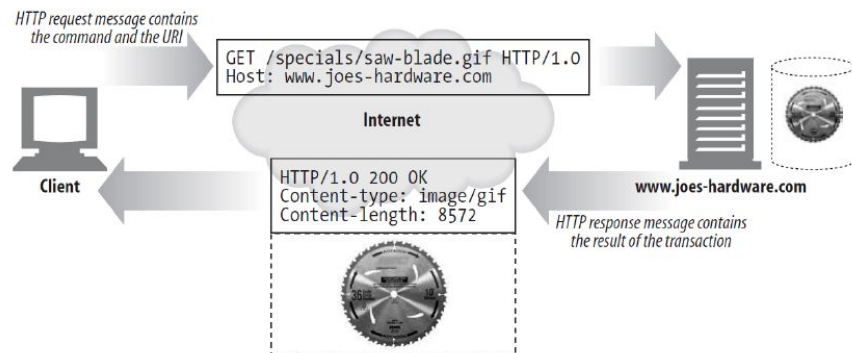 HTTP request message contains
the command and the URI
GET /specials/saw-blade.gif HTTP/1.0
Host: www.joes-hardware.com
Internet
Client
www.joes-hardware.com
HTTP/1.0 200 OK
Content-type: image/gif
Content-length: 8572
HTTP response message contains
the result of the transaction
36